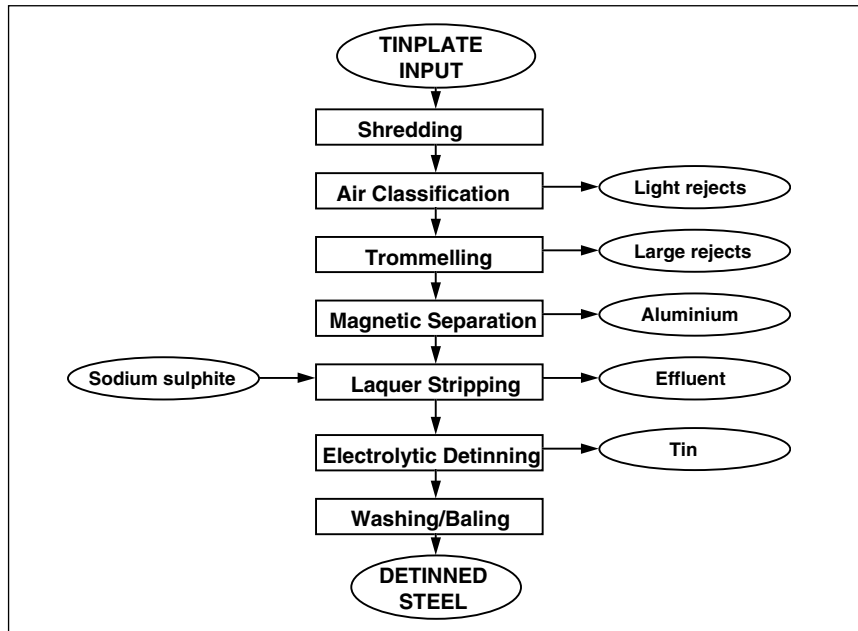 TINPLATE
INPUT
Shredding
Air Classification
Light rejects
Trommelling
Large rejects
Magnetic Separation
Aluminium
Sodium sulphite
Laquer Stripping
Effluent
Electrolytic Detinning
Tin
Washing/Baling
DETINNED
STEEL